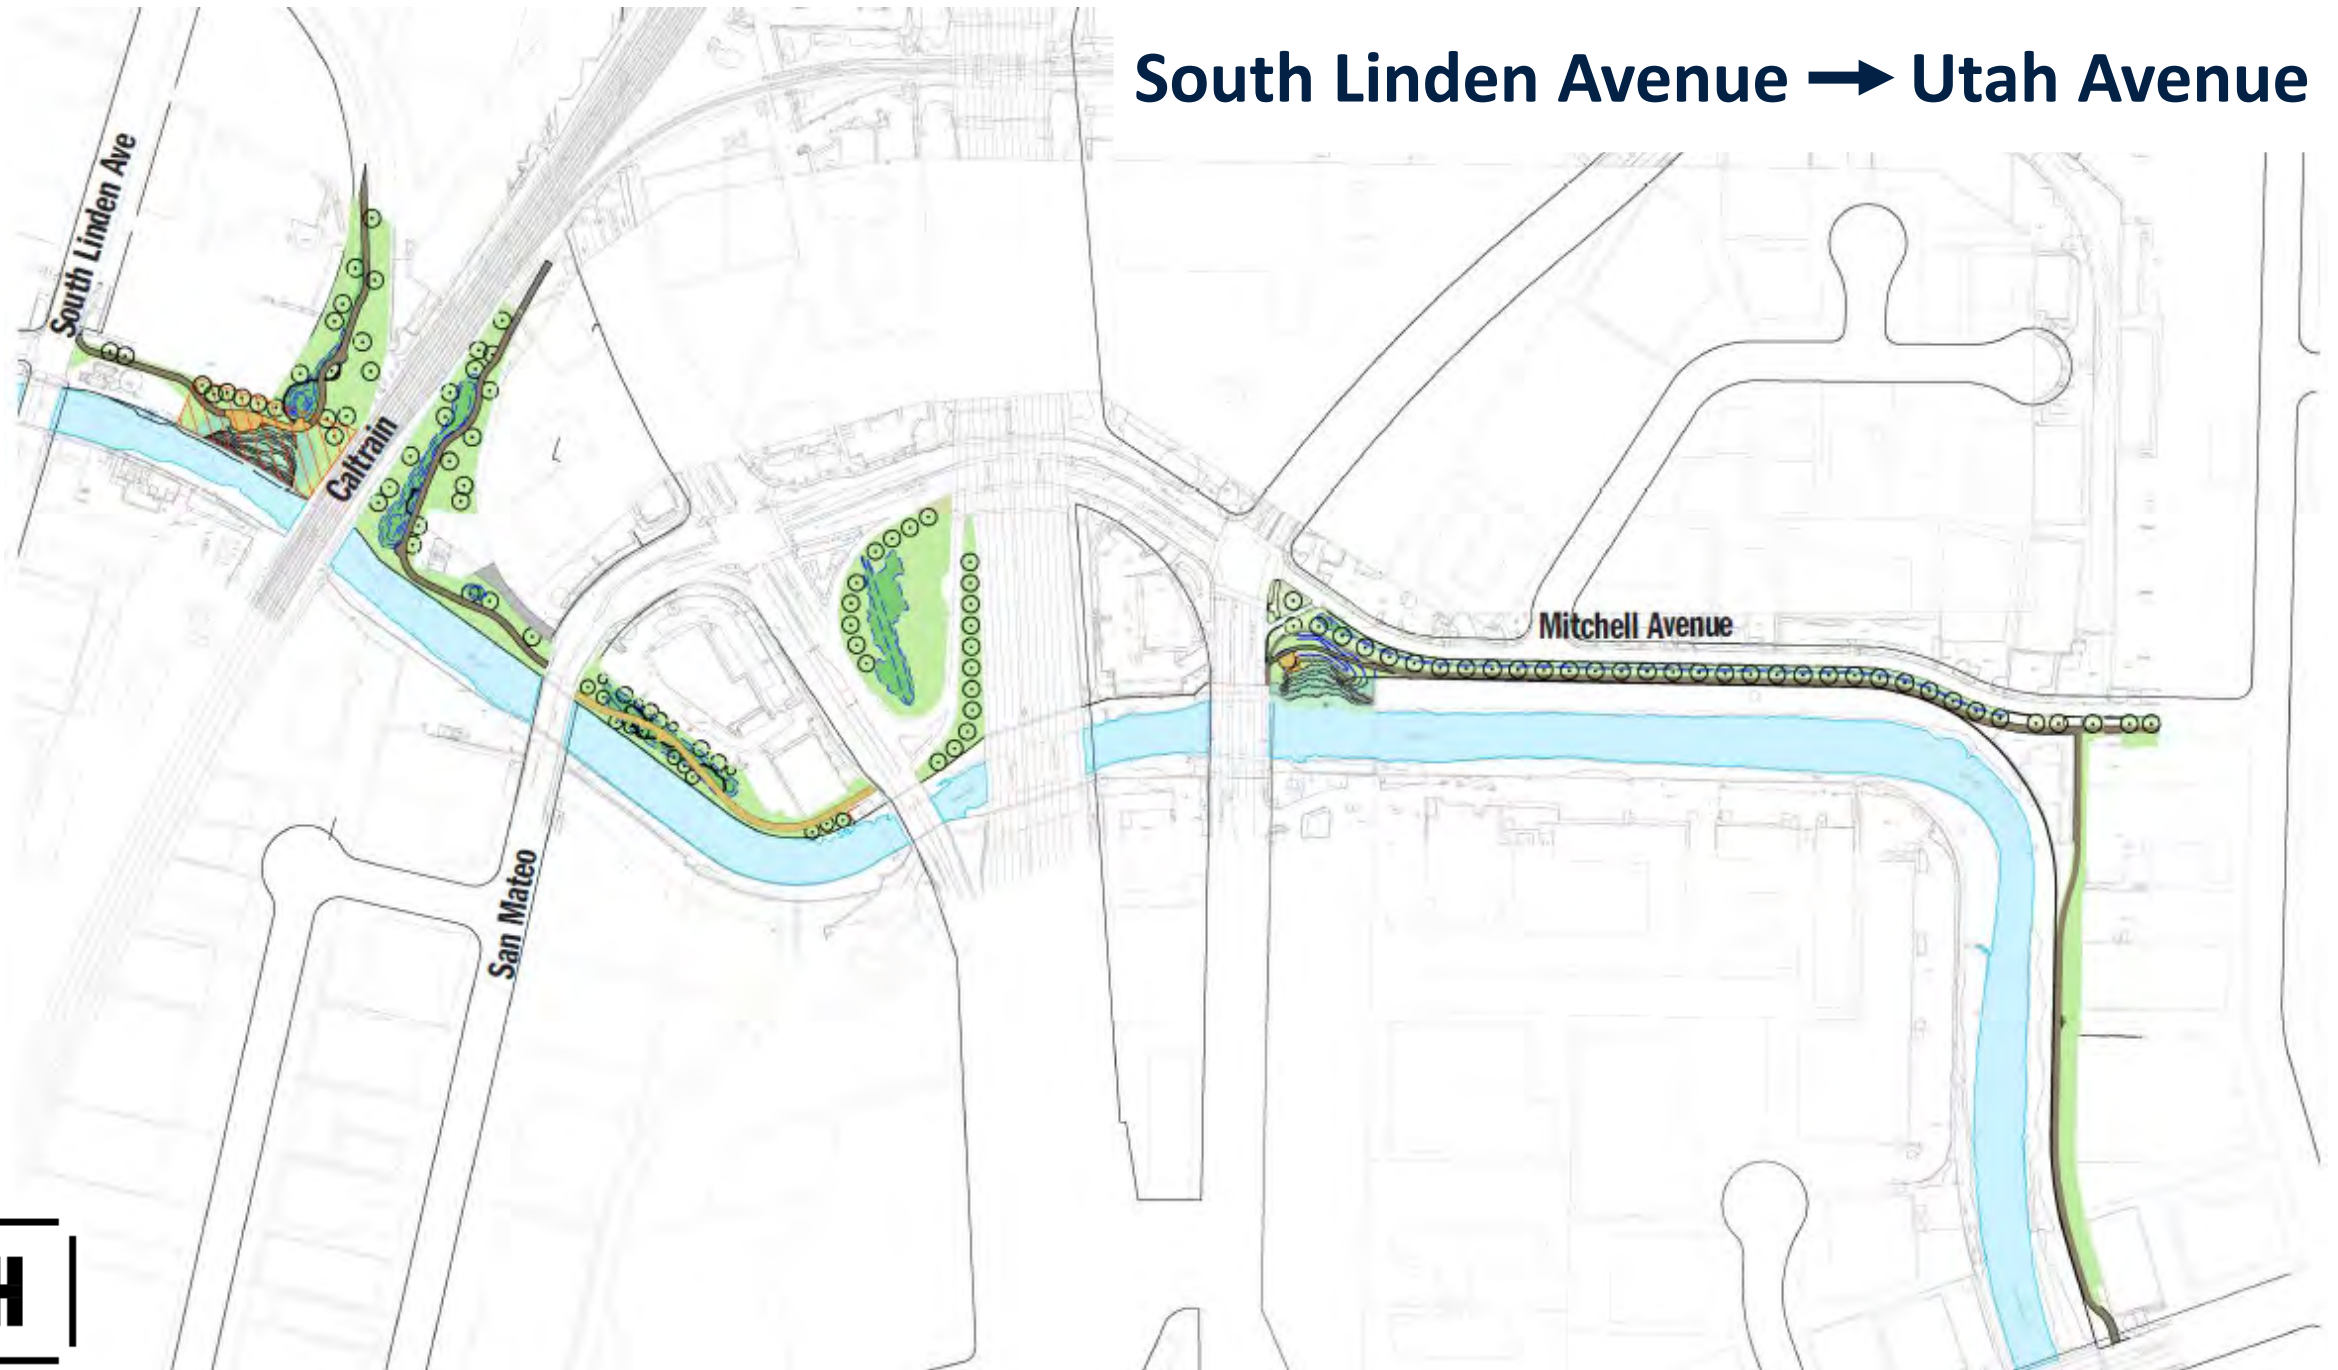 South Linden Avenue → Utah Avenue
South Linden Ave
Caltrain
Mitchell Avenue
San Mateo
H